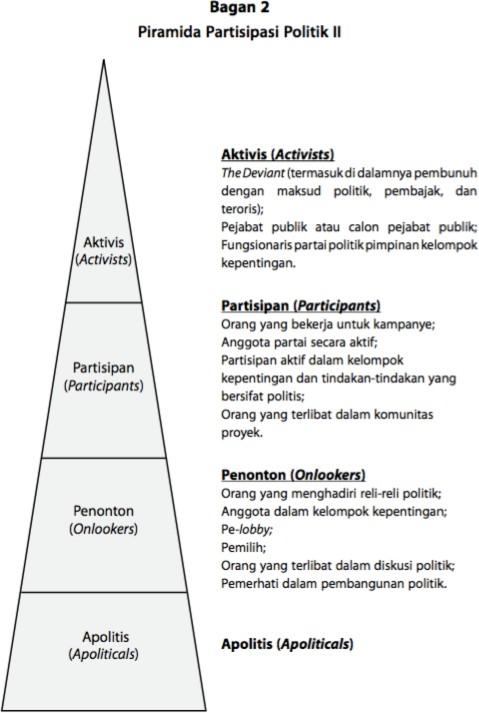 Bagan 2
Piramida Partisipasi Politik II
Aktivis
(Activists)
Aktivis (Activists)
The Deviant (termasuk di dalamnya pembunuh
dengan maksud politik, pembajak, dan
teroris);
Pejabat publik atau calon pejabat publik;
Fungsionaris partai politik pimpinan kelompok
kepentingan.
Partisipan
(Participants)
Partisipan (Participants)
Orang yang bekerja untuk kampanye;
Anggota partai secara aktif;
Partisipan aktif dalam kelompok
kepentingan dan tindakan-tindakan yang
bersifat politis;
Orang yang terlibat dalam komunitas
proyek.
Penonton
(Onlookers)
Penonton (Onlookers)
Orang yang menghadiri reli-reli politik;
Anggota dalam kelompok kepentingan;
Pe-lobby;
Pemilih;
Orang yang terlibat dalam diskusi politik;
Pemerhati dalam pembangunan politik.
Apolitis
(Apoliticals)
Apolitis (Apoliticals)